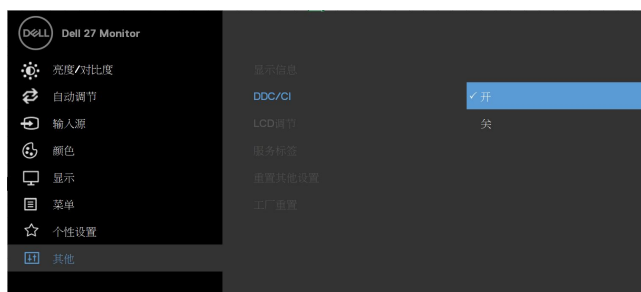 DELL Dell 27 Monitor
亮度/对比度
显示信息
自动调节
DDC/CI
✓ 开
输入源
LCD调节
关
颜色
服务标签
显示
重置其他设置
菜单
工厂重置
个性设置
其他